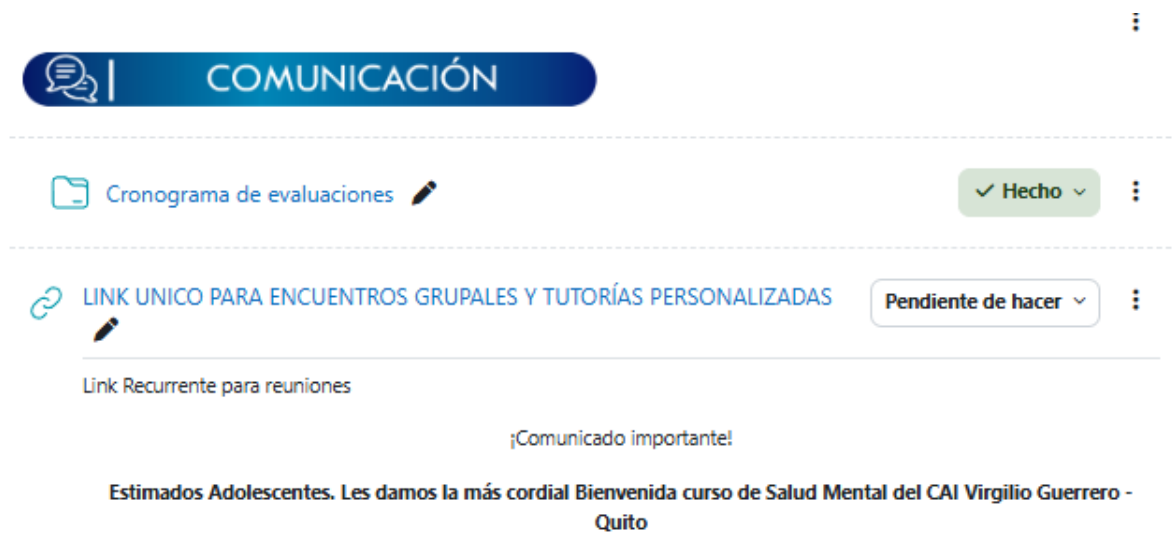 COMUNICACIÓN
Cronograma de evaluaciones
Hecho
LINK UNICO PARA ENCUENTROS GRUPALES Y TUTORÍAS PERSONALIZADAS
Pendiente de hacer
Link Recurrente para reuniones
¡Comunicado importante!
Estimados Adolescentes. Les damos la más cordial Bienvenida curso de Salud Mental del CAI Virgilio Guerrero -
Quito